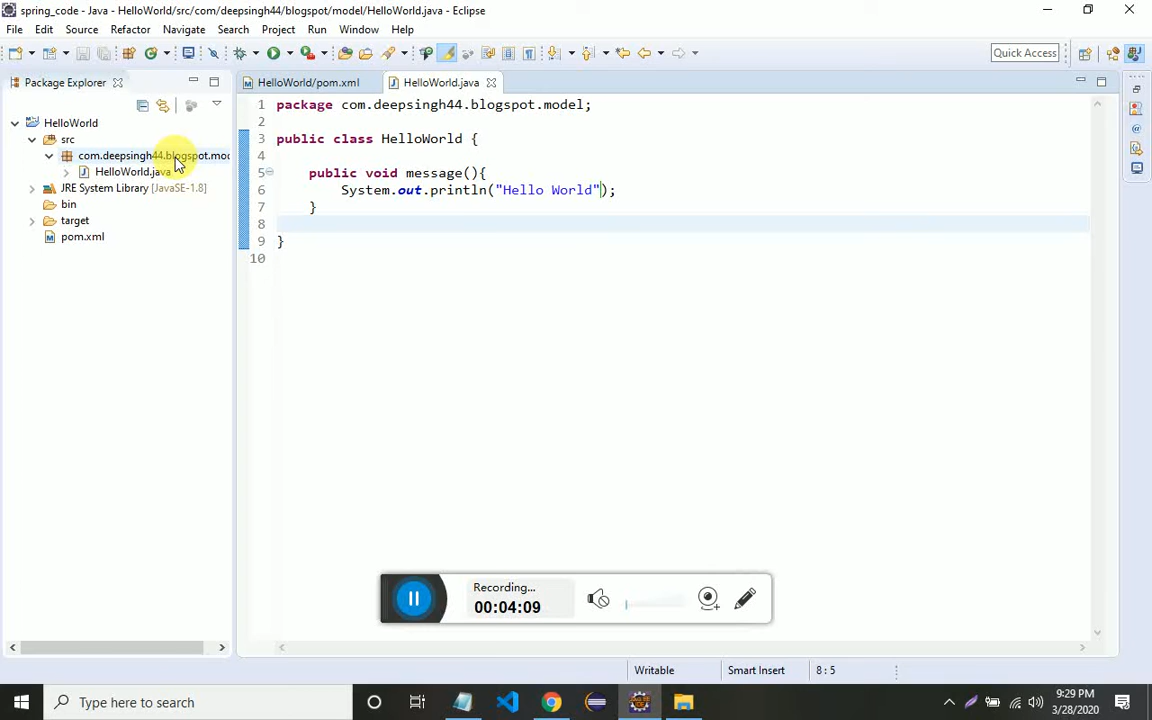 spring_code - Java - HelloWorld/src/com/deepsingh44/blogspot/model/HelloWorld.java - Eclipse
File Edit Source Refactor Navigate Search Project Run Window Help
Quick Access
Package Explorer
HelloWorld/pom.xml
HelloWorld.java
HelloWorld
src
com.deepsingh44.blogspot.mod
HelloWorld.java
JRE System Library [JavaSE-1.8]
bin
target
pom.xml
1 package com.deepsingh44.blogspot.model;
2
3 public class HelloWorld {
4
5 public void message(){
6 System.out.println("Hello World");
7 }
8
9 }
10
Recording...
00:04:09
Writable
Smart Insert
8 : 5
Type here to search
9:29 PM
3/28/2020